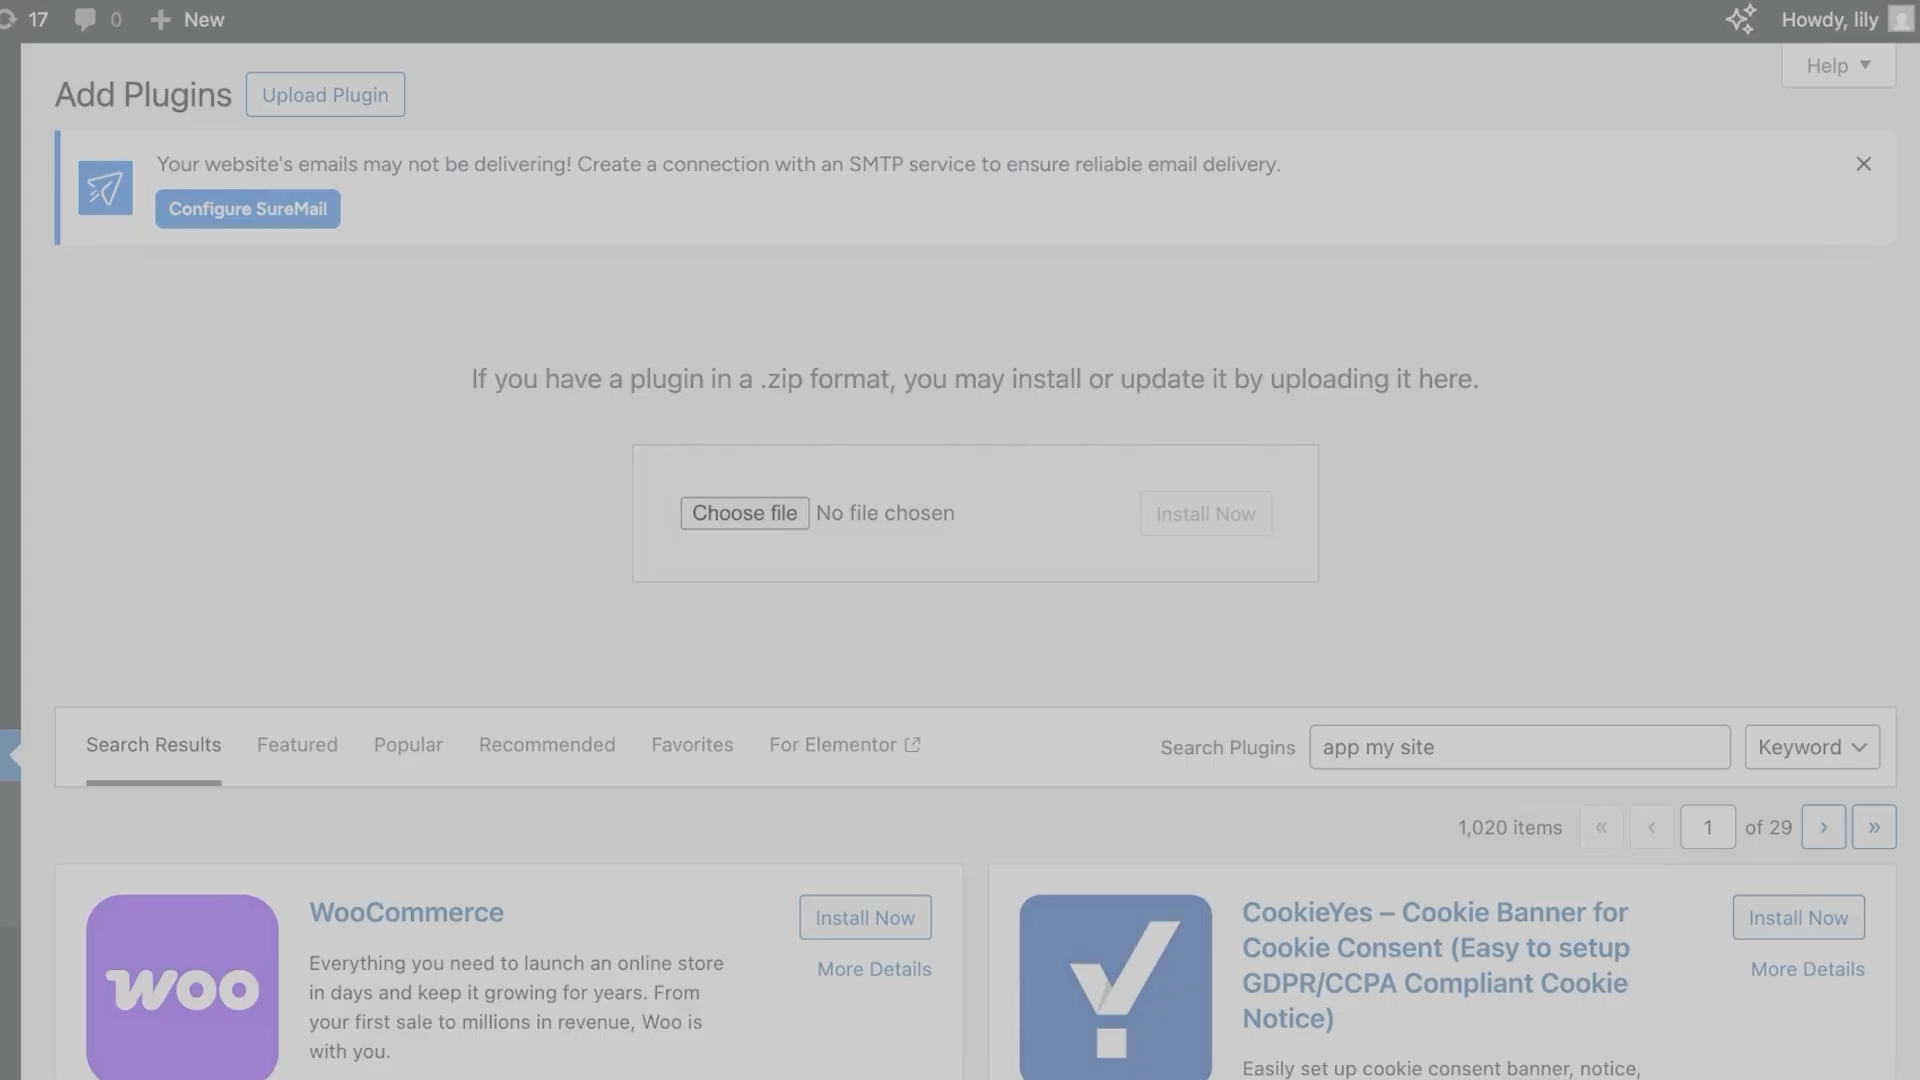 17 0 New Howdy, lily
Help
Add Plugins Upload Plugin
Your website's emails may not be delivering! Create a connection with an SMTP service to ensure reliable email delivery.
Configure SureMail
If you have a plugin in a .zip format, you may install or update it by uploading it here.
Choose file No file chosen Install Now
Search Results Featured Popular Recommended Favorites For Elementor Search Plugins app my site Keyword
1,020 items « ‹ 1 of 29 › »
WooCommerce
Install Now
More Details
Everything you need to launch an online store
in days and keep it growing for years. From
your first sale to millions in revenue, Woo is
with you.
woo
CookieYes – Cookie Banner for
Cookie Consent (Easy to setup
GDPR/CCPA Compliant Cookie
Notice)
Install Now
More Details
Easily set up cookie consent banner, notice,